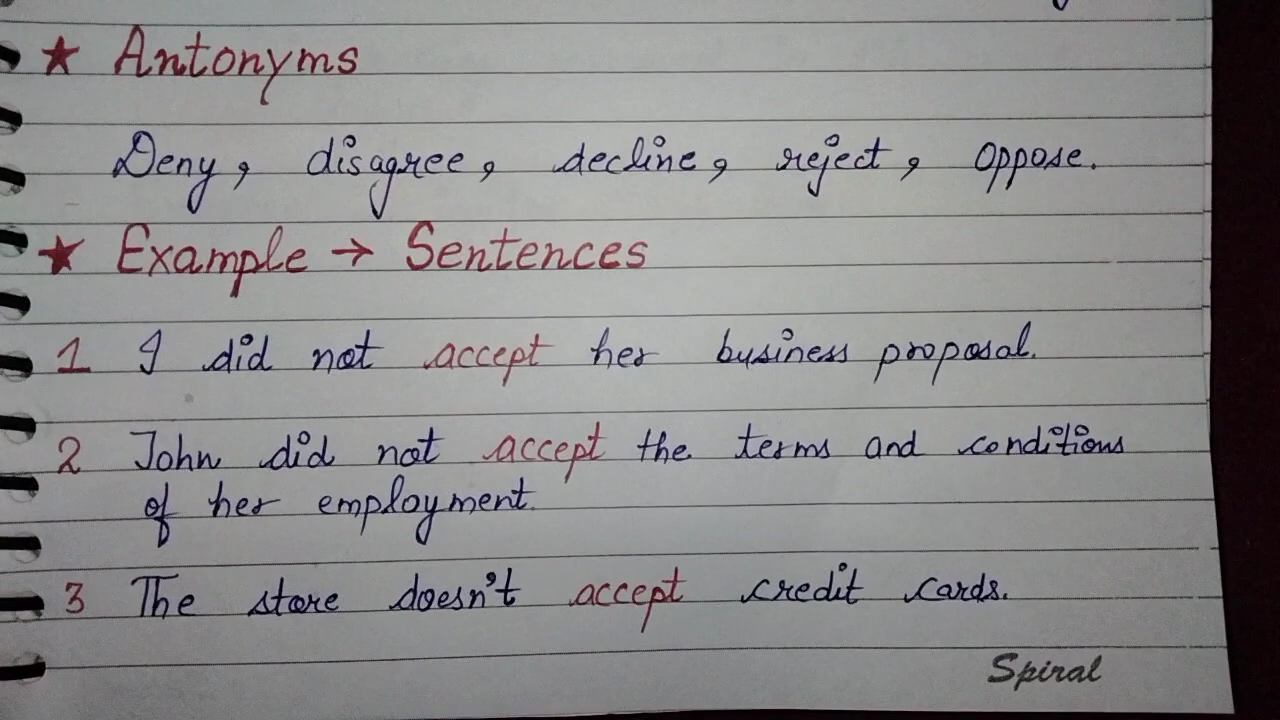 ★ Antonyms
Deny, disagree, decline, reject, oppose.
★ Example → Sentences
1 I did not accept her business proposal.
2 John did not accept the terms and conditions
of her employment.
3 The store doesn't accept credit cards.
Spiral